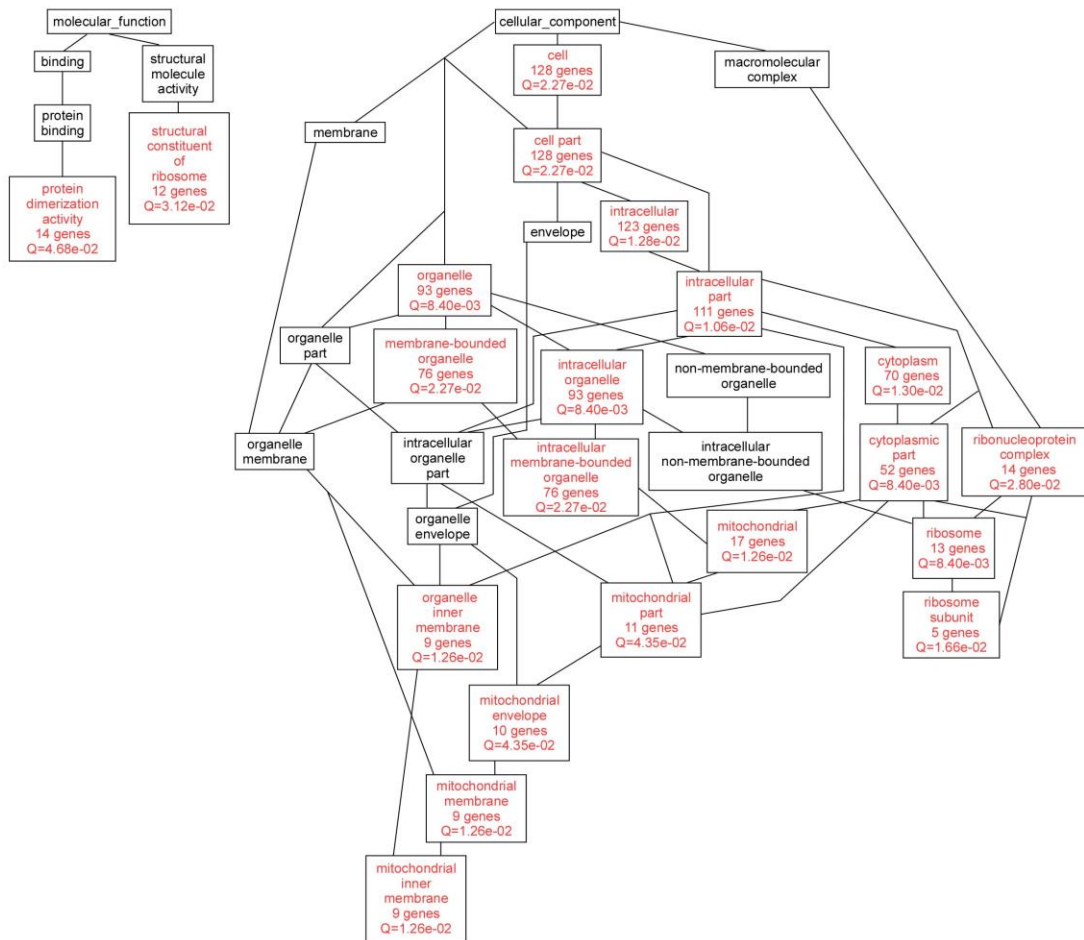 molecular_function
binding
structural
molecule
activity
protein
binding
structural
constituent
of
ribosome
12 genes
Q=3.12e-02
protein
dimerization
activity
14 genes
Q=4.68e-02
cellular_component
cell
128 genes
Q=2.27e-02
macromolecular
complex
membrane
cell part
128 genes
Q=2.27e-02
envelope
intracellular
123 genes
Q=1.28e-02
organelle
93 genes
Q=8.40e-03
intracellular
part
111 genes
Q=1.06e-02
organelle
part
membrane-bounded
organelle
76 genes
Q=2.27e-02
intracellular
organelle
93 genes
Q=8.40e-03
non-membrane-bounded
organelle
cytoplasm
70 genes
Q=1.30e-02
organelle
membrane
intracellular
organelle
part
intracellular
membrane-bounded
organelle
76 genes
Q=2.27e-02
intracellular
non-membrane-bounded
organelle
cytoplasmic
part
52 genes
Q=8.40e-03
ribonucleoprotein
complex
14 genes
Q=2.80e-02
organelle
envelope
mitochondrial
17 genes
Q=1.26e-02
ribosome
13 genes
Q=8.40e-03
organelle
inner
membrane
9 genes
Q=1.26e-02
mitochondrial
part
11 genes
Q=4.35e-02
ribosome
subunit
5 genes
Q=1.66e-02
mitochondrial
envelope
10 genes
Q=4.35e-02
mitochondrial
membrane
9 genes
Q=1.26e-02
mitochondrial
inner
membrane
9 genes
Q=1.26e-02